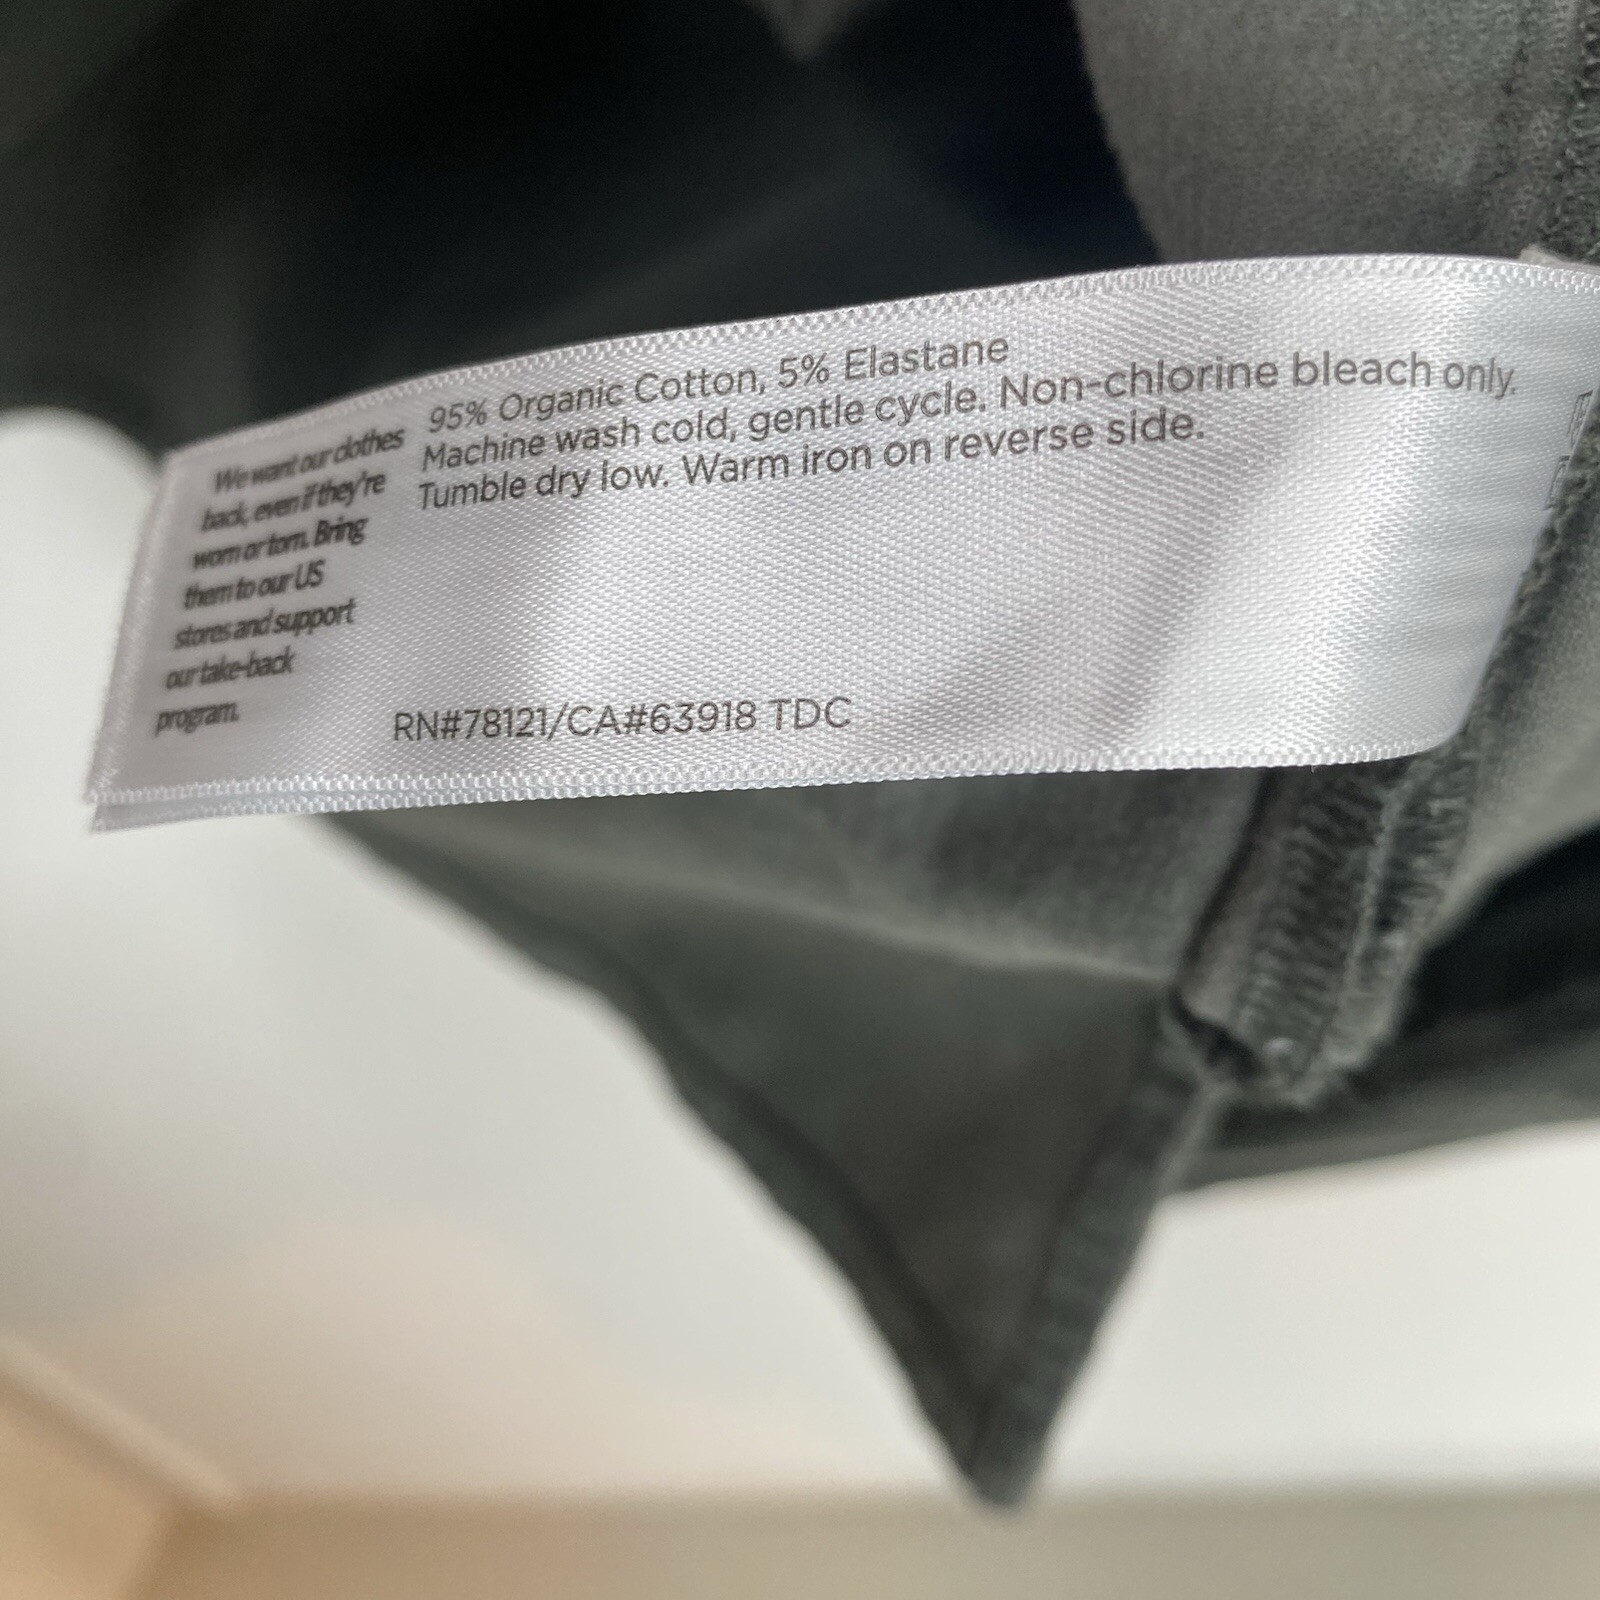 95% Organic Cotton, 5% Elastane
Machine wash cold, gentle cycle. Non-chlorine bleach only.
Tumble dry low. Warm iron on reverse side.
We want our clothes
back, even if they're
worn or torn. Bring
them to our US
stores and support
our take-back
program.
RN#78121/CA#63918 TDC